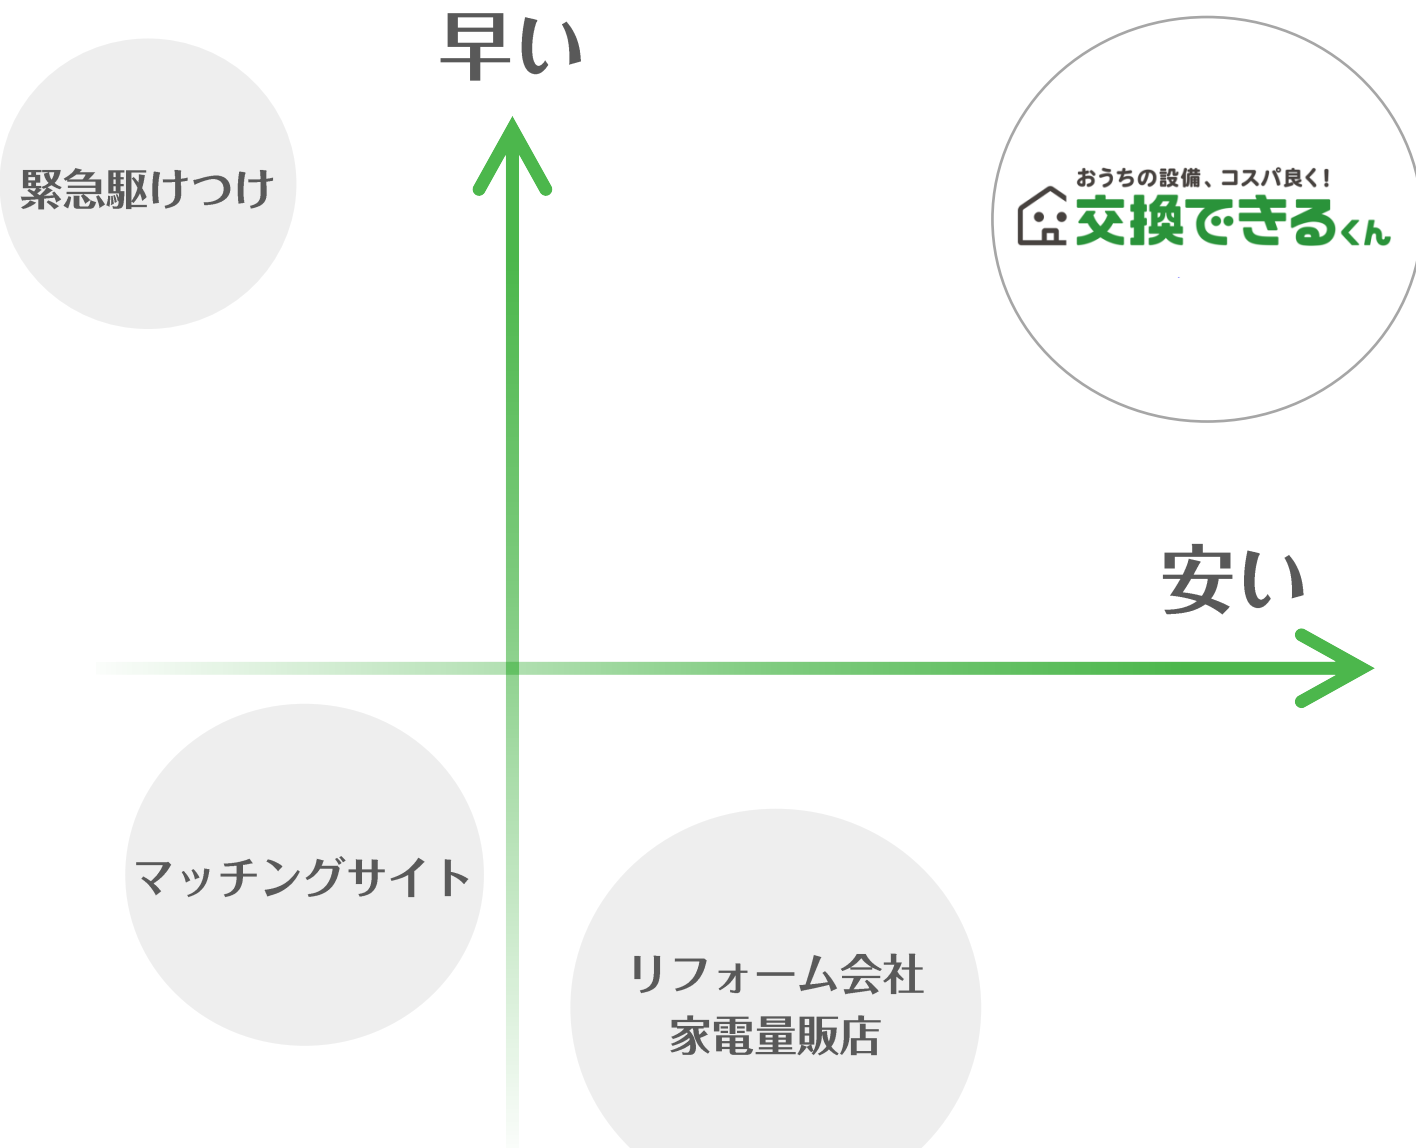 早い
緊急駆けつけ
おうちの設備、コスパ良く!
交換できるくん
安い
マッチングサイト
リフォーム会社
家電量販店